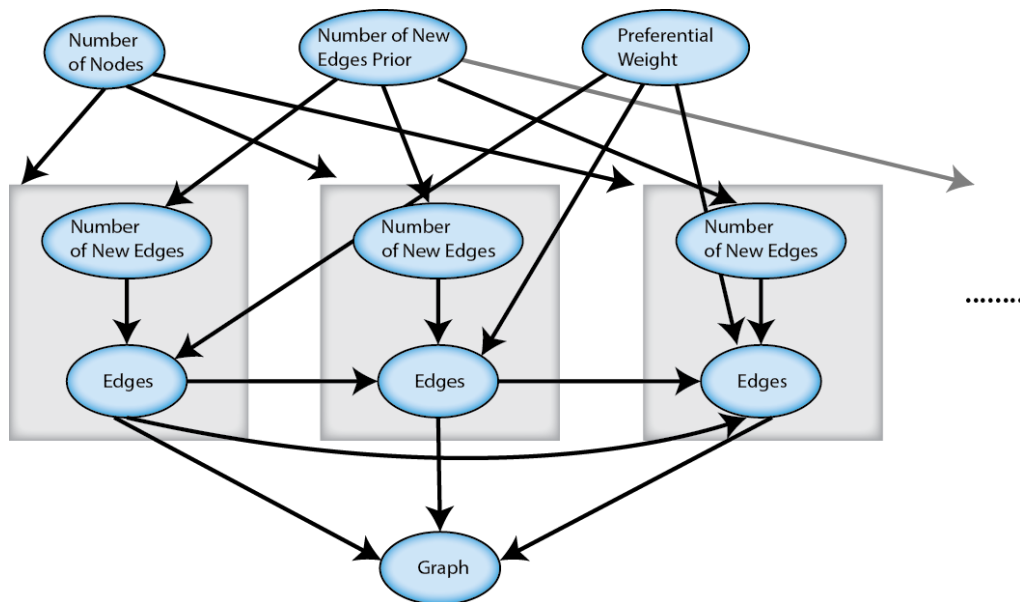 Number
of Nodes
Number of New
Edges Prior
Preferential
Weight
Number
of New Edges
Number
of New Edges
Number
of New Edges
Edges
Edges
Edges
Graph